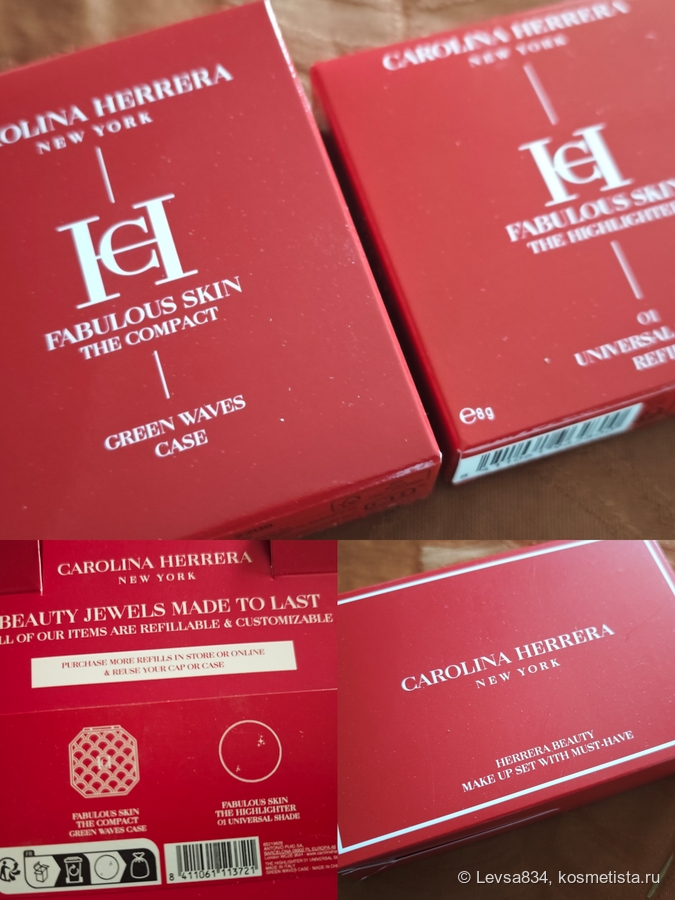 CAROLINA HERRERA
NEW YORK
FABULOUS SKIN
THE COMPACT
GREEN WAVES
CASE
CAROLINA HERRERA
NEW YORK
FABULOUS SKIN
THE HIGHLIGHTER
01
UNIVERSAL
REFILL
℮8g
CAROLINA HERRERA
NEW YORK
BEAUTY JEWELS MADE TO LAST
ALL OF OUR ITEMS ARE REFILLABLE & CUSTOMIZABLE
PURCHASE MORE REFILLS IN STORE OR ONLINE
& REUSE YOUR CAP OR CASE
FABULOUS SKIN
THE COMPACT
GREEN WAVES CASE
FABULOUS SKIN
THE HIGHLIGHTER
01 UNIVERSAL SHADE
ANTONIO PUIG SA,
8 411061 113721
CAROLINA HERRERA
NEW YORK
HERRERA BEAUTY
MAKE UP SET WITH MUST-HAVE
© Levsa834, kosmetista.ru